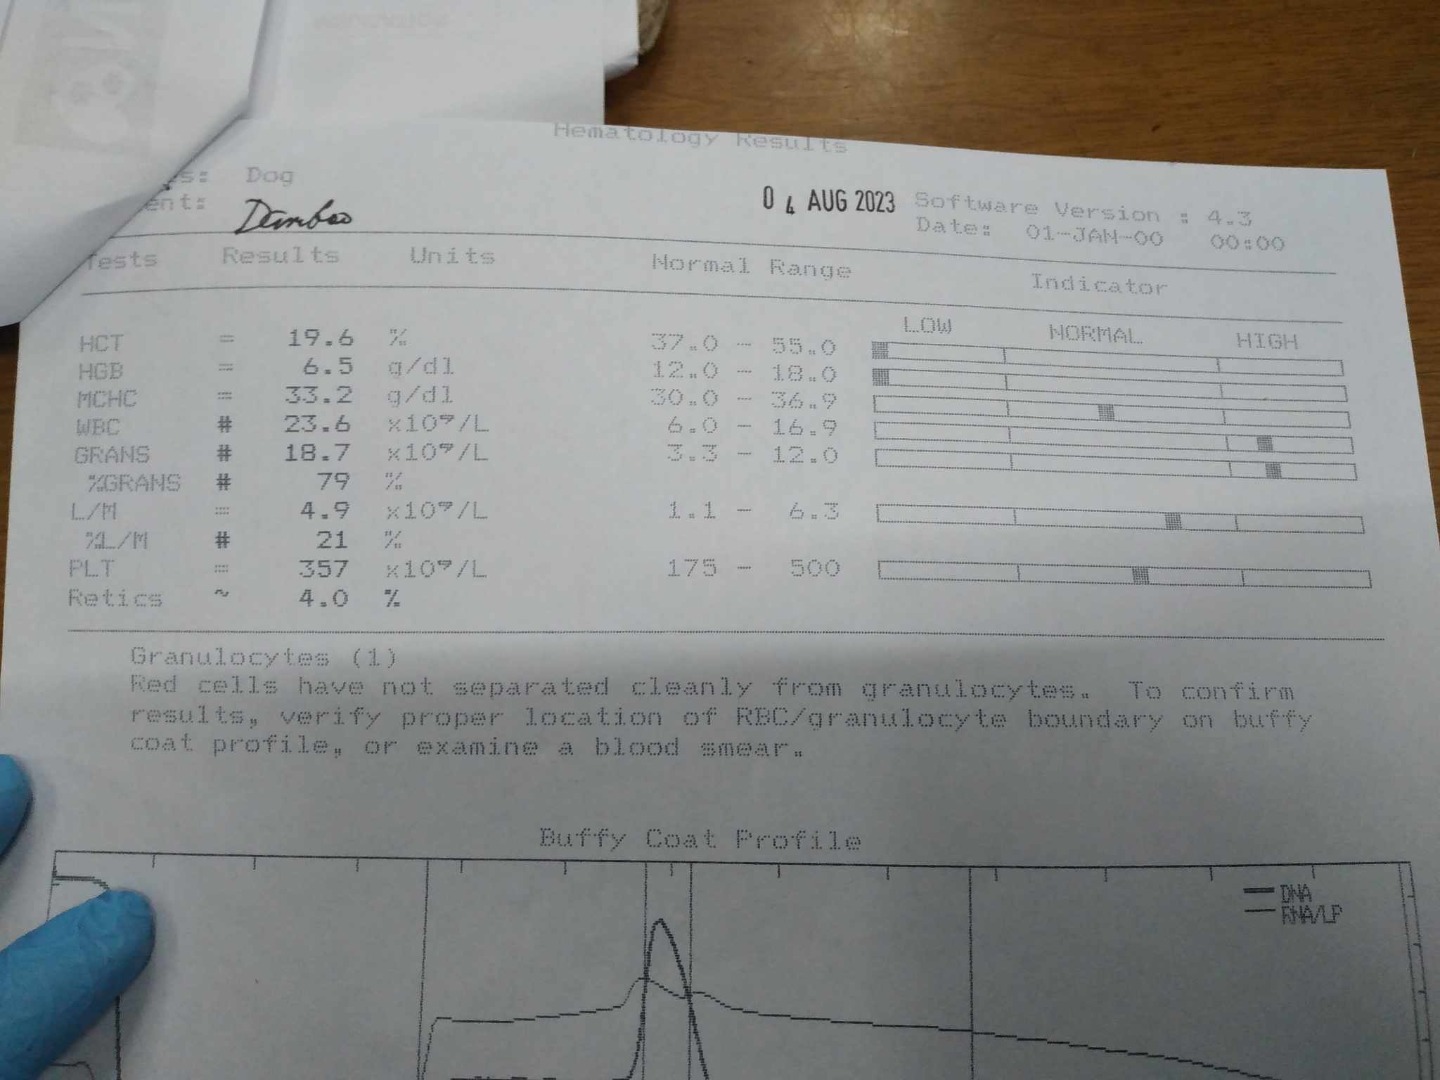 Hematology Results
s: Dog
ent: Dambo
04 AUG 2023 Software Version : 4.3
Date: 01-JAN-00 00:00
Tests Results Units Normal Range Indicator
LOW NORMAL HIGH
HCT = 19.6 % 37.0 - 55.0
HGB = 6.5 g/dl 12.0 - 18.0
MCHC = 33.2 g/dl 30.0 - 36.9
WBC # 23.6 x10⁹/L 6.0 - 16.9
GRANS # 18.7 x10⁹/L 3.3 - 12.0
%GRANS # 79 %
L/M = 4.9 x10⁹/L 1.1 - 6.3
%L/M # 21 %
PLT = 357 x10⁹/L 175 - 500
Retics ~ 4.0 %
Granulocytes (1)
Red cells have not separated cleanly from granulocytes. To confirm
results, verify proper location of RBC/granulocyte boundary on buffy
coat profile, or examine a blood smear.
Buffy Coat Profile
DNA
RNA/LP